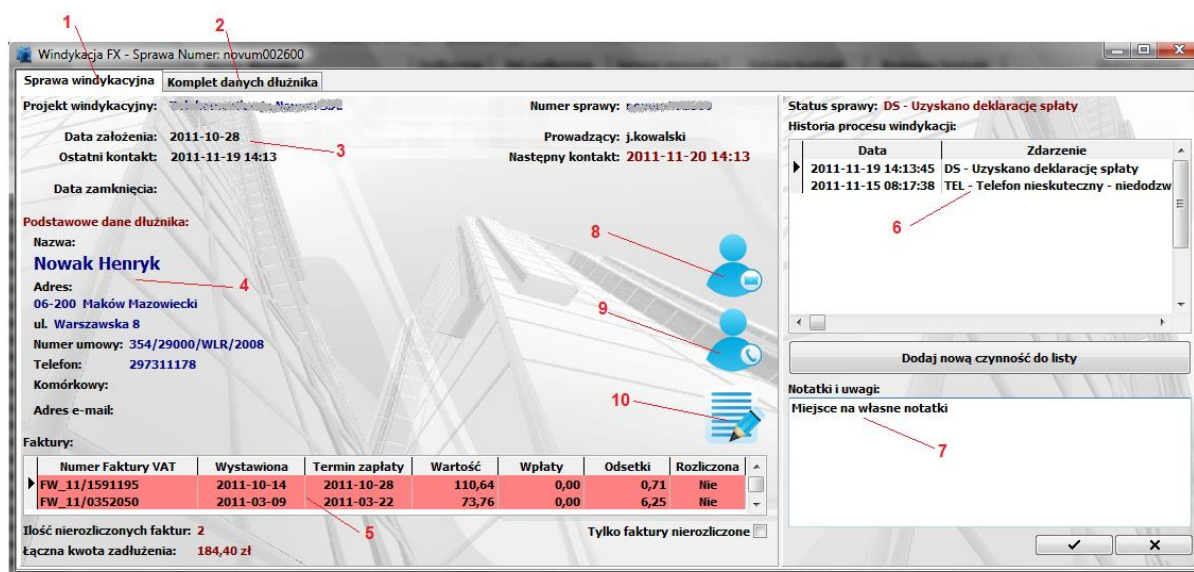 1
2
Windykacja FX - Sprawa Numer: novum002600
Sprawa windykacyjna Komplet danych dłużnika
Projekt windykacyjny:
Numer sprawy:
Data założenia: 2011-10-28
3
Prowadzący: j.kowalski
Ostatni kontakt: 2011-11-19 14:13
Następny kontakt: 2011-11-20 14:13
Data zamknięcia:
Podstawowe dane dłużnika:
Nazwa:
Nowak Henryk
4
Adres:
06-200 Maków Mazowiecki
ul. Warszawska 8
Numer umowy: 354/29000/WLR/2008
Telefon: 297311178
Komórkowy:
Adres e-mail:
8
9
10
Faktury:
Numer Faktury VAT Wystawiona Termin zapłaty Wartość Wpłaty Odsetki Rozliczona
FW_11/1591195 2011-10-14 2011-10-28 110,64 0,00 0,71 Nie
FW_11/0352050 2011-03-09 2011-03-22 73,76 0,00 6,25 Nie
5
Ilość nierozliczonych faktur: 2
Tylko faktury nierozliczone
Łączna kwota zadłużenia: 184,40 zł
Status sprawy: DS - Uzyskano deklarację spłaty
Historia procesu windykacji:
Data Zdarzenie
2011-11-19 14:13:45 DS - Uzyskano deklarację spłaty
2011-11-15 08:17:38 TEL - Telefon nieskuteczny - niedodzw
6
Dodaj nową czynność do listy
Notatki i uwagi:
Miejsce na własne notatki
7